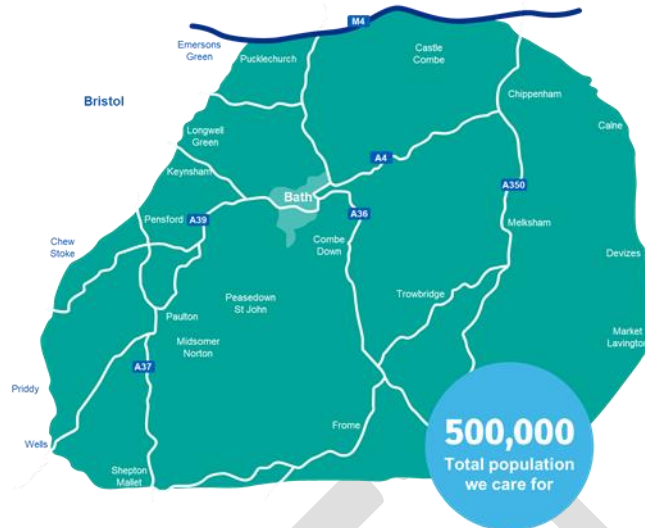 M4
Emersons
Green
Pucklechurch
Castle
Combe
Bristol
Chippenham
Longwell
Green
Calne
A4
Keynsham
A350
Bath
Pensford
A39
A36
Melksham
Chew
Stoke
Combe
Down
Devizes
Peasedown
St John
Trowbridge
Paulton
Market
Lavington
Midsomer
Norton
A37
Priddy
Frome
500,000
Wells
Total population
we care for
Shepton
Mallet